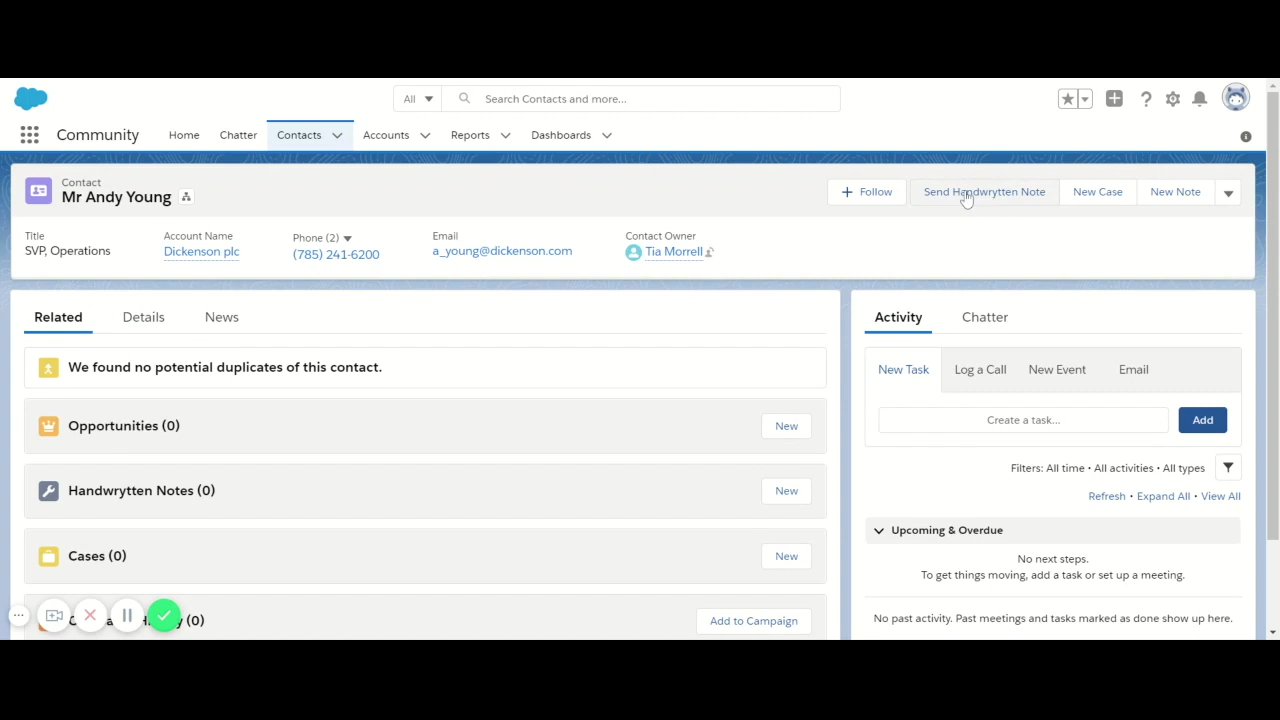 All
Search Contacts and more...
Community
Home
Chatter
Contacts
Accounts
Reports
Dashboards
Contact
Mr Andy Young
Follow
Send Handwrytten Note
New Case
New Note
Title
SVP, Operations
Account Name
Dickenson plc
Phone (2)
(785) 241-6200
Email
a_young@dickenson.com
Contact Owner
Tia Morrell
Related
Details
News
We found no potential duplicates of this contact.
Opportunities (0)
New
Handwrytten Notes (0)
New
Cases (0)
New
(0)
Add to Campaign
Activity
Chatter
New Task
Log a Call
New Event
Email
Create a task...
Add
Filters: All time • All activities • All types
Refresh • Expand All • View All
Upcoming & Overdue
No next steps.
To get things moving, add a task or set up a meeting.
No past activity. Past meetings and tasks marked as done show up here.